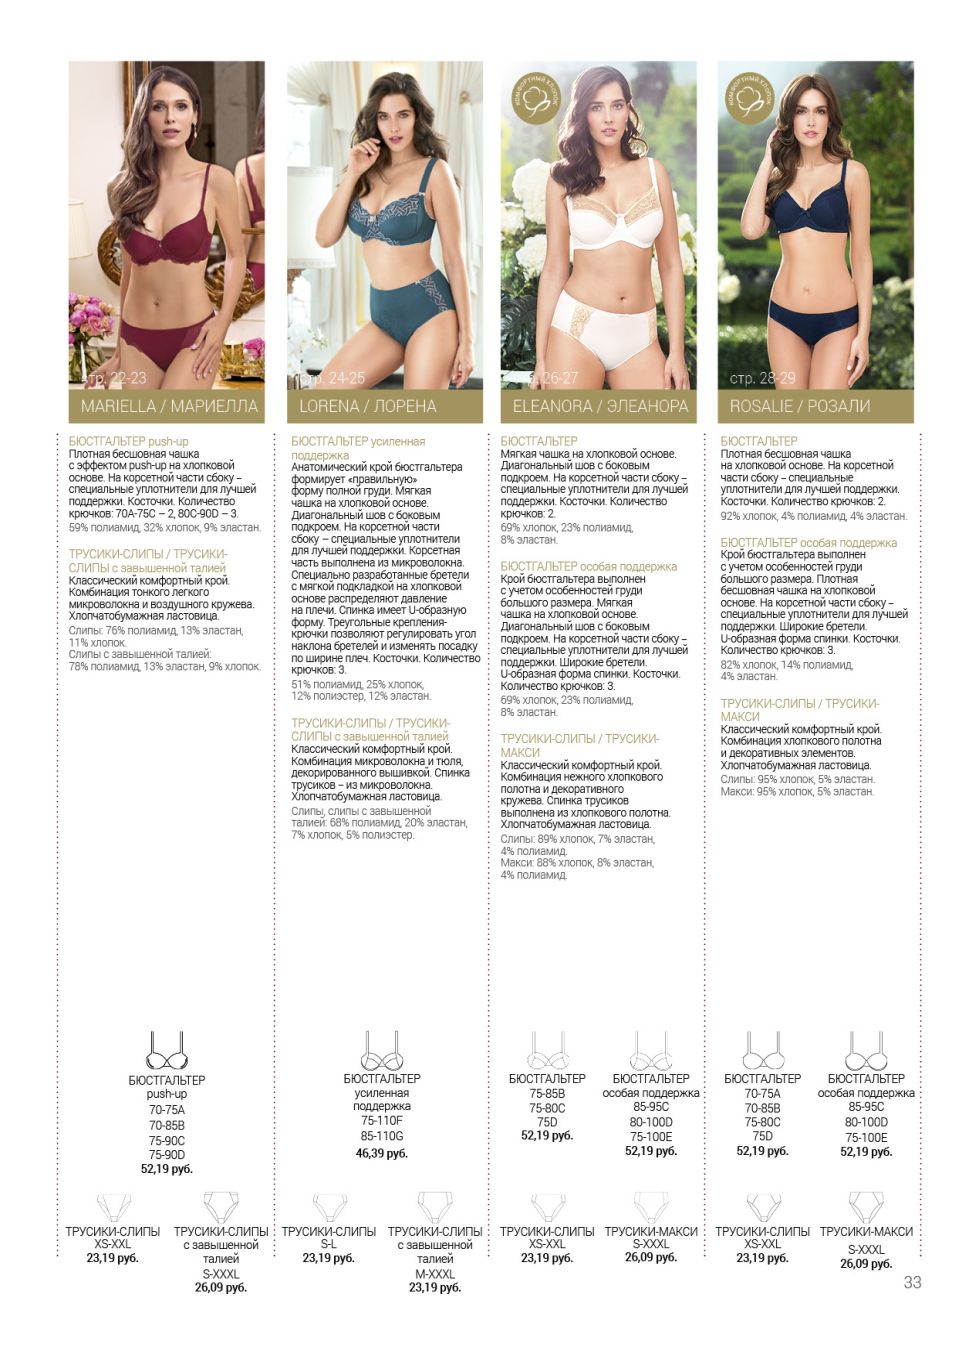 КОМФОРТНЫЙ ХЛОПОК
КОМФОРТНЫЙ ХЛОПОК
стр. 22-23
стр. 24-25
26-27
стр. 28-29
MARIELLA / МАРИЕЛЛА
LORENA / ЛОРЕНА
ELEANORA / ЭЛЕАНОРА
ROSALIE / РОЗАЛИ
БЮСТГАЛЬТЕР push-up
Плотная бесшовная чашка
с эффектом push-up на хлопковой
основе. На корсетной части сбоку –
специальные уплотнители для лучшей
поддержки. Косточки. Количество
крючков: 70A-75C – 2, 80C-90D – 3.
59% полиамид, 32% хлопок, 9% эластан.
ТРУСИКИ-СЛИПЫ / ТРУСИКИ-
СЛИПЫ с завышенной талией
Классический комфортный крой.
Комбинация тонкого легкого
микроволокна и воздушного кружева.
Хлопчатобумажная ластовица.
Слипы: 76% полиамид, 13% эластан,
11% хлопок.
Слипы с завышенной талией:
78% полиамид, 13% эластан, 9% хлопок.
БЮСТГАЛЬТЕР усиленная
поддержка
Анатомический крой бюстгальтера
формирует «правильную»
форму полной груди. Мягкая
чашка на хлопковой основе.
Диагональный шов с боковым
подкроем. На корсетной части
сбоку – специальные уплотнители
для лучшей поддержки. Корсетная
часть выполнена из микроволокна.
Специально разработанные бретели
с мягкой подкладкой на хлопковой
основе распределяют давление
на плечи. Спинка имеет U-образную
форму. Треугольные крепления-
крючки позволяют регулировать угол
наклона бретелей и изменять посадку
по ширине плеч. Косточки. Количество
крючков: 3.
51% полиамид, 25% хлопок,
12% полиэстер, 12% эластан.
ТРУСИКИ-СЛИПЫ / ТРУСИКИ-
СЛИПЫ с завышенной талией
Классический комфортный крой.
Комбинация микроволокна и тюля,
декорированного вышивкой. Спинка
трусиков – из микроволокна.
Хлопчатобумажная ластовица.
Слипы, слипы с завышенной
талией: 68% полиамид, 20% эластан,
7% хлопок, 5% полиэстер.
БЮСТГАЛЬТЕР
Мягкая чашка на хлопковой основе.
Диагональный шов с боковым
подкроем. На корсетной части сбоку –
специальные уплотнители для лучшей
поддержки. Косточки. Количество
крючков: 2.
69% хлопок, 23% полиамид,
8% эластан.
БЮСТГАЛЬТЕР особая поддержка
Крой бюстгальтера выполнен
с учетом особенностей груди
большого размера. Мягкая
чашка на хлопковой основе.
Диагональный шов с боковым
подкроем. На корсетной части сбоку –
специальные уплотнители для лучшей
поддержки. Широкие бретели.
U-образная форма спинки. Косточки.
Количество крючков: 3.
69% хлопок, 23% полиамид,
8% эластан.
ТРУСИКИ-СЛИПЫ / ТРУСИКИ-
МАКСИ
Классический комфортный крой.
Комбинация нежного хлопкового
полотна и декоративного
кружева. Спинка трусиков
выполнена из хлопкового полотна.
Хлопчатобумажная ластовица.
Слипы: 89% хлопок, 7% эластан,
4% полиамид.
Макси: 88% хлопок, 8% эластан,
4% полиамид.
БЮСТГАЛЬТЕР
Плотная бесшовная чашка
на хлопковой основе. На корсетной
части сбоку – специальные
уплотнители для лучшей поддержки.
Косточки. Количество крючков: 2.
92% хлопок, 4% полиамид, 4% эластан.
БЮСТГАЛЬТЕР особая поддержка
Крой бюстгальтера выполнен
с учетом особенностей груди
большого размера. Плотная
бесшовная чашка на хлопковой
основе. На корсетной части сбоку –
специальные уплотнители для лучшей
поддержки. Широкие бретели.
U-образная форма спинки. Косточки.
Количество крючков: 3.
82% хлопок, 14% полиамид,
4% эластан.
ТРУСИКИ-СЛИПЫ / ТРУСИКИ-
МАКСИ
Классический комфортный крой.
Комбинация хлопкового полотна
и декоративных элементов.
Хлопчатобумажная ластовица.
Слипы: 95% хлопок, 5% эластан.
Макси: 95% хлопок, 5% эластан.
БЮСТГАЛЬТЕР
push-up
70-75A
70-85B
75-90C
75-90D
52,19 руб.
БЮСТГАЛЬТЕР
усиленная
поддержка
75-110F
85-110G
46,39 руб.
БЮСТГАЛЬТЕР
75-85B
75-80C
75D
52,19 руб.
БЮСТГАЛЬТЕР
особая поддержка
85-95C
80-100D
75-100E
52,19 руб.
БЮСТГАЛЬТЕР
70-75A
70-85B
75-80C
75D
52,19 руб.
БЮСТГАЛЬТЕР
особая поддержка
85-95C
80-100D
75-100E
52,19 руб.
ТРУСИКИ-СЛИПЫ
XS-XXL
23,19 руб.
ТРУСИКИ-СЛИПЫ
с завышенной
талией
S-XXXL
26,09 руб.
ТРУСИКИ-СЛИПЫ
S-L
23,19 руб.
ТРУСИКИ-СЛИПЫ
с завышенной
талией
M-XXXL
23,19 руб.
ТРУСИКИ-СЛИПЫ
XS-XXL
23,19 руб.
ТРУСИКИ-МАКСИ
S-XXXL
26,09 руб.
ТРУСИКИ-СЛИПЫ
XS-XXL
23,19 руб.
ТРУСИКИ-МАКСИ
S-XXXL
26,09 руб.
33